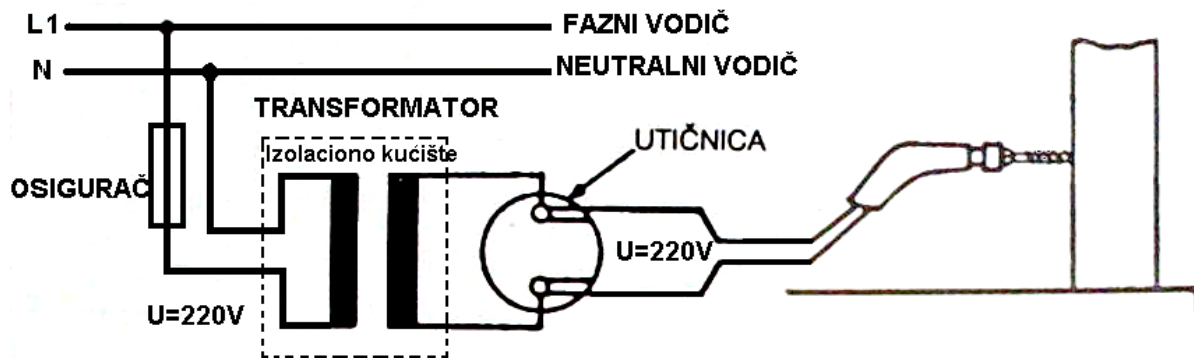 L1
FAZNI VODIČ
N
NEUTRALNI VODIČ
TRANSFORMATOR
Izolaciono kućište
UTIČNICA
OSIGURAČ
U=220V
U=220V